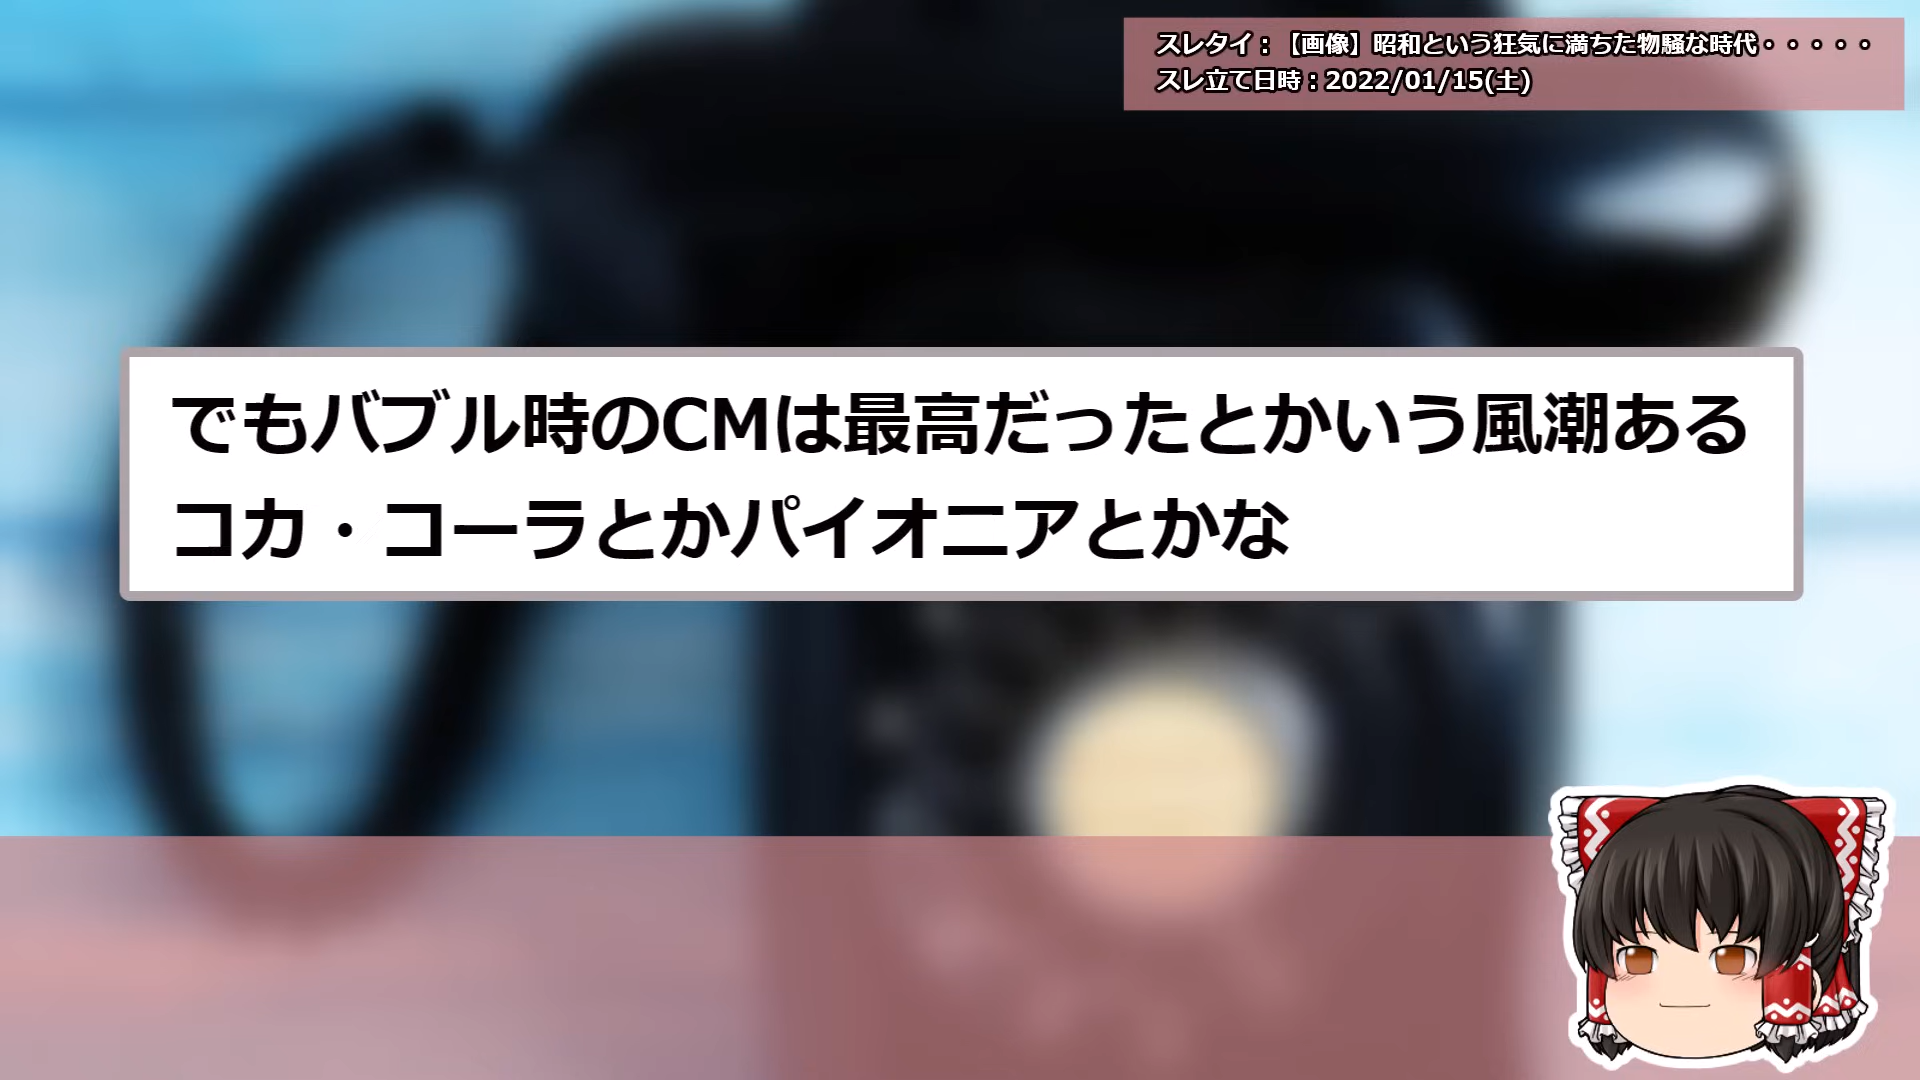 スレタイ：【画像】昭和という狂気に満ちた物騒な時代・・・・・
スレ立て日時：2022/01/15(土)
でもバブル時のCMは最高だったとかいう風潮ある
コカ・コーラとかパイオニアとかな